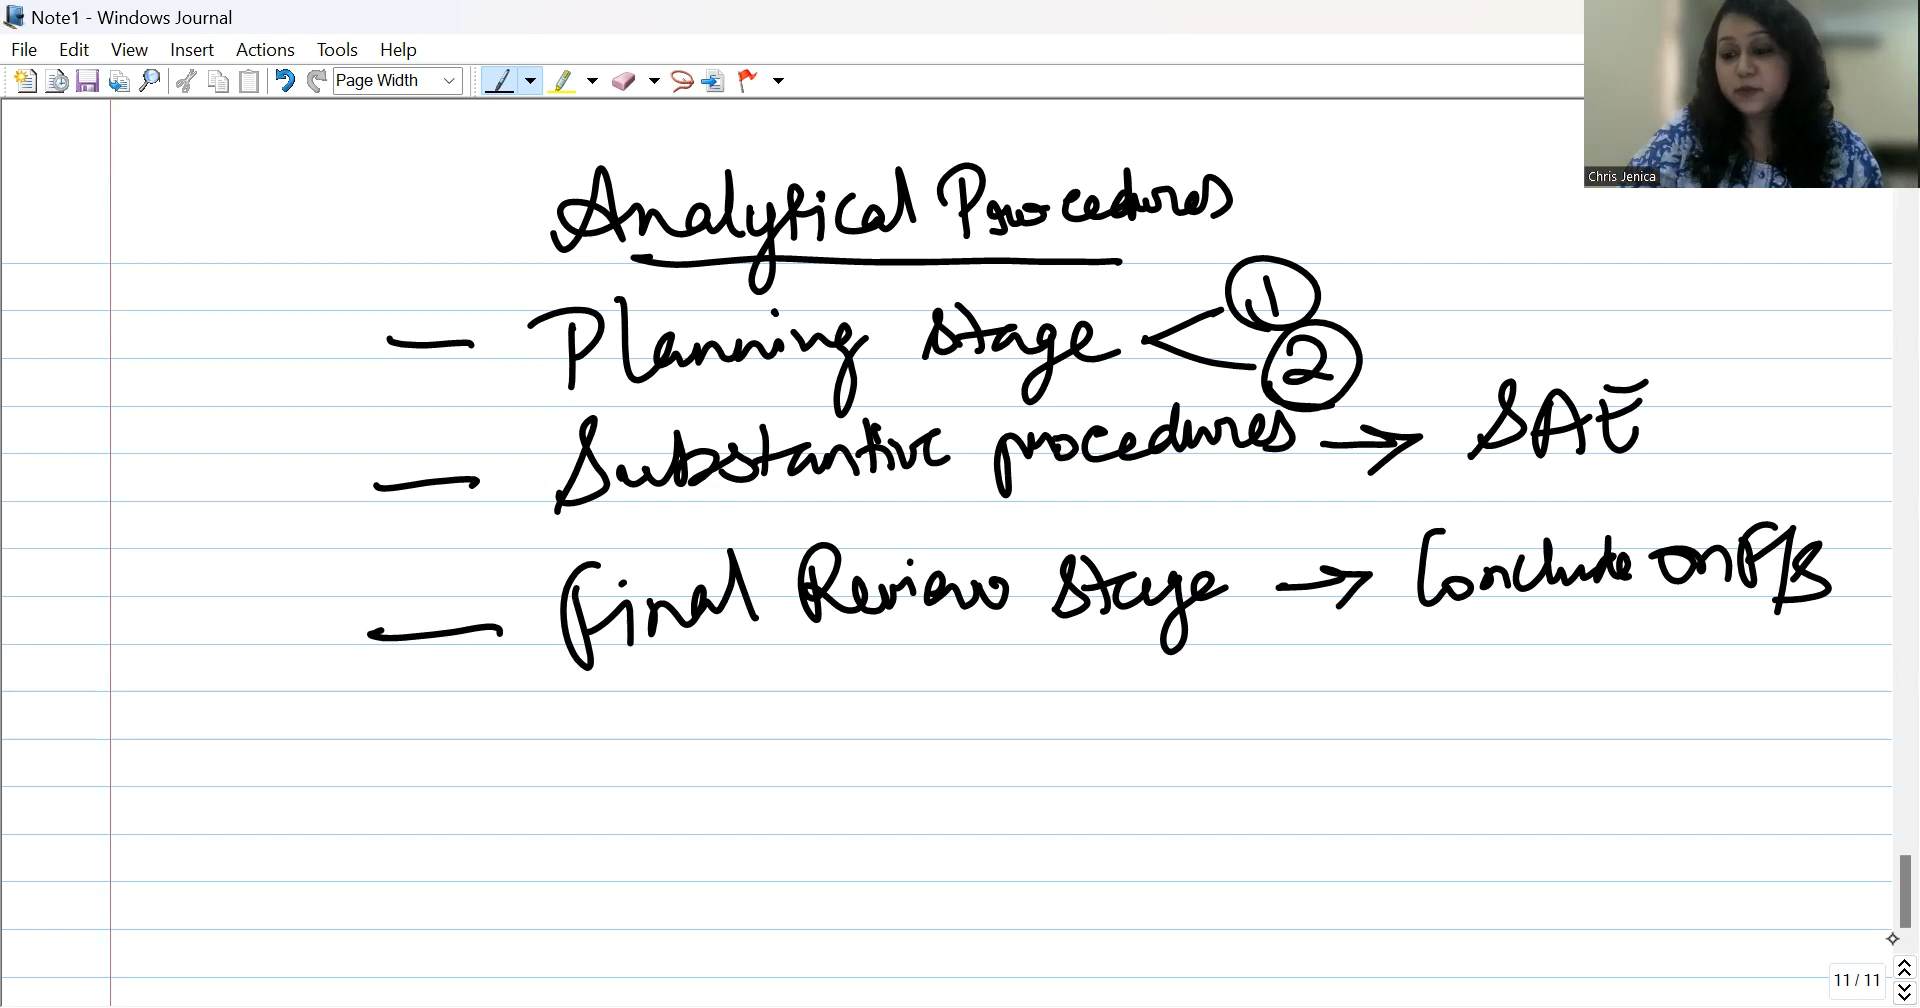 Note1 - Windows Journal
File Edit View Insert Actions Tools Help
Page Width
Chris Jenica
Analytical Procedures
— Planning stage < ① ②
— Substantive procedures → SAE
— Final Review Stage → Conclude on F/S
11 / 11